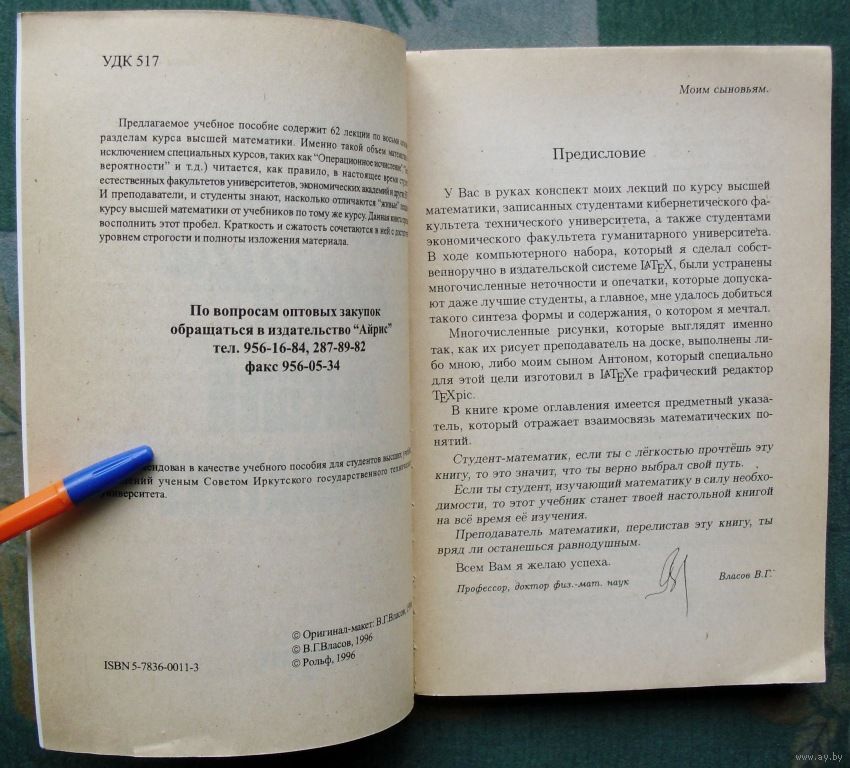 УДК 517
Предлагаемое учебное пособие содержит 62 лекции по восьми
разделам курса высшей математики. Именно такой объем
исключением специальных курсов, таких как "Операционное исчисление",
вероятности" и т.д.) читается, как правило, в настоящее время
естественных факультетов университетов, экономических академий и других
И преподаватели, и студенты знают, насколько отличаются "живые"
курсу высшей математики от учебников по тому же курсу. Данная книга
восполнить этот пробел. Краткость и сжатость сочетаются в ней с
уровнем строгости и полноты изложения материала.
По вопросам оптовых закупок
обращаться в издательство "Айрис"
тел. 956-16-84, 287-89-82
факс 956-05-34
в качестве учебного пособия для студентов высших
ученым Советом Иркутского государственного
университета.
© Оригинал-макет: В.Г.Власов,
© В.Г.Власов, 1996
© Рольф, 1996
ISBN 5-7836-0011-3
Моим сыновьям.
Предисловие
У Вас в руках конспект моих лекций по курсу высшей
математики, записанных студентами кибернетического фа-
культета технического университета, а также студентами
экономического факультета гуманитарного университета.
В ходе компьютерного набора, который я сделал собст-
венноручно в издательской системе LATEX, были устранены
многочисленные неточности и опечатки, которые допуска-
ют даже лучшие студенты, а главное, мне удалось добиться
такого синтеза формы и содержания, о котором я мечтал.
Многочисленные рисунки, которые выглядят именно
так, как их рисует преподаватель на доске, выполнены ли-
бо мною, либо моим сыном Антоном, который специально
для этой цели изготовил в LATEXe графический редактор
TEXpic.
В книге кроме оглавления имеется предметный указа-
тель, который отражает взаимосвязь математических по-
нятий.
Студент-математик, если ты с лёгкостью прочтёшь эту
книгу, то это значит, что ты верно выбрал свой путь.
Если ты студент, изучающий математику в силу необхо-
димости, то этот учебник станет твоей настольной книгой
на всё время её изучения.
Преподаватель математики, перелистав эту книгу, ты
вряд ли останешься равнодушным.
Всем Вам я желаю успеха.
Профессор, доктор физ.-мат. наук Власов В.Г.
www.ay.by